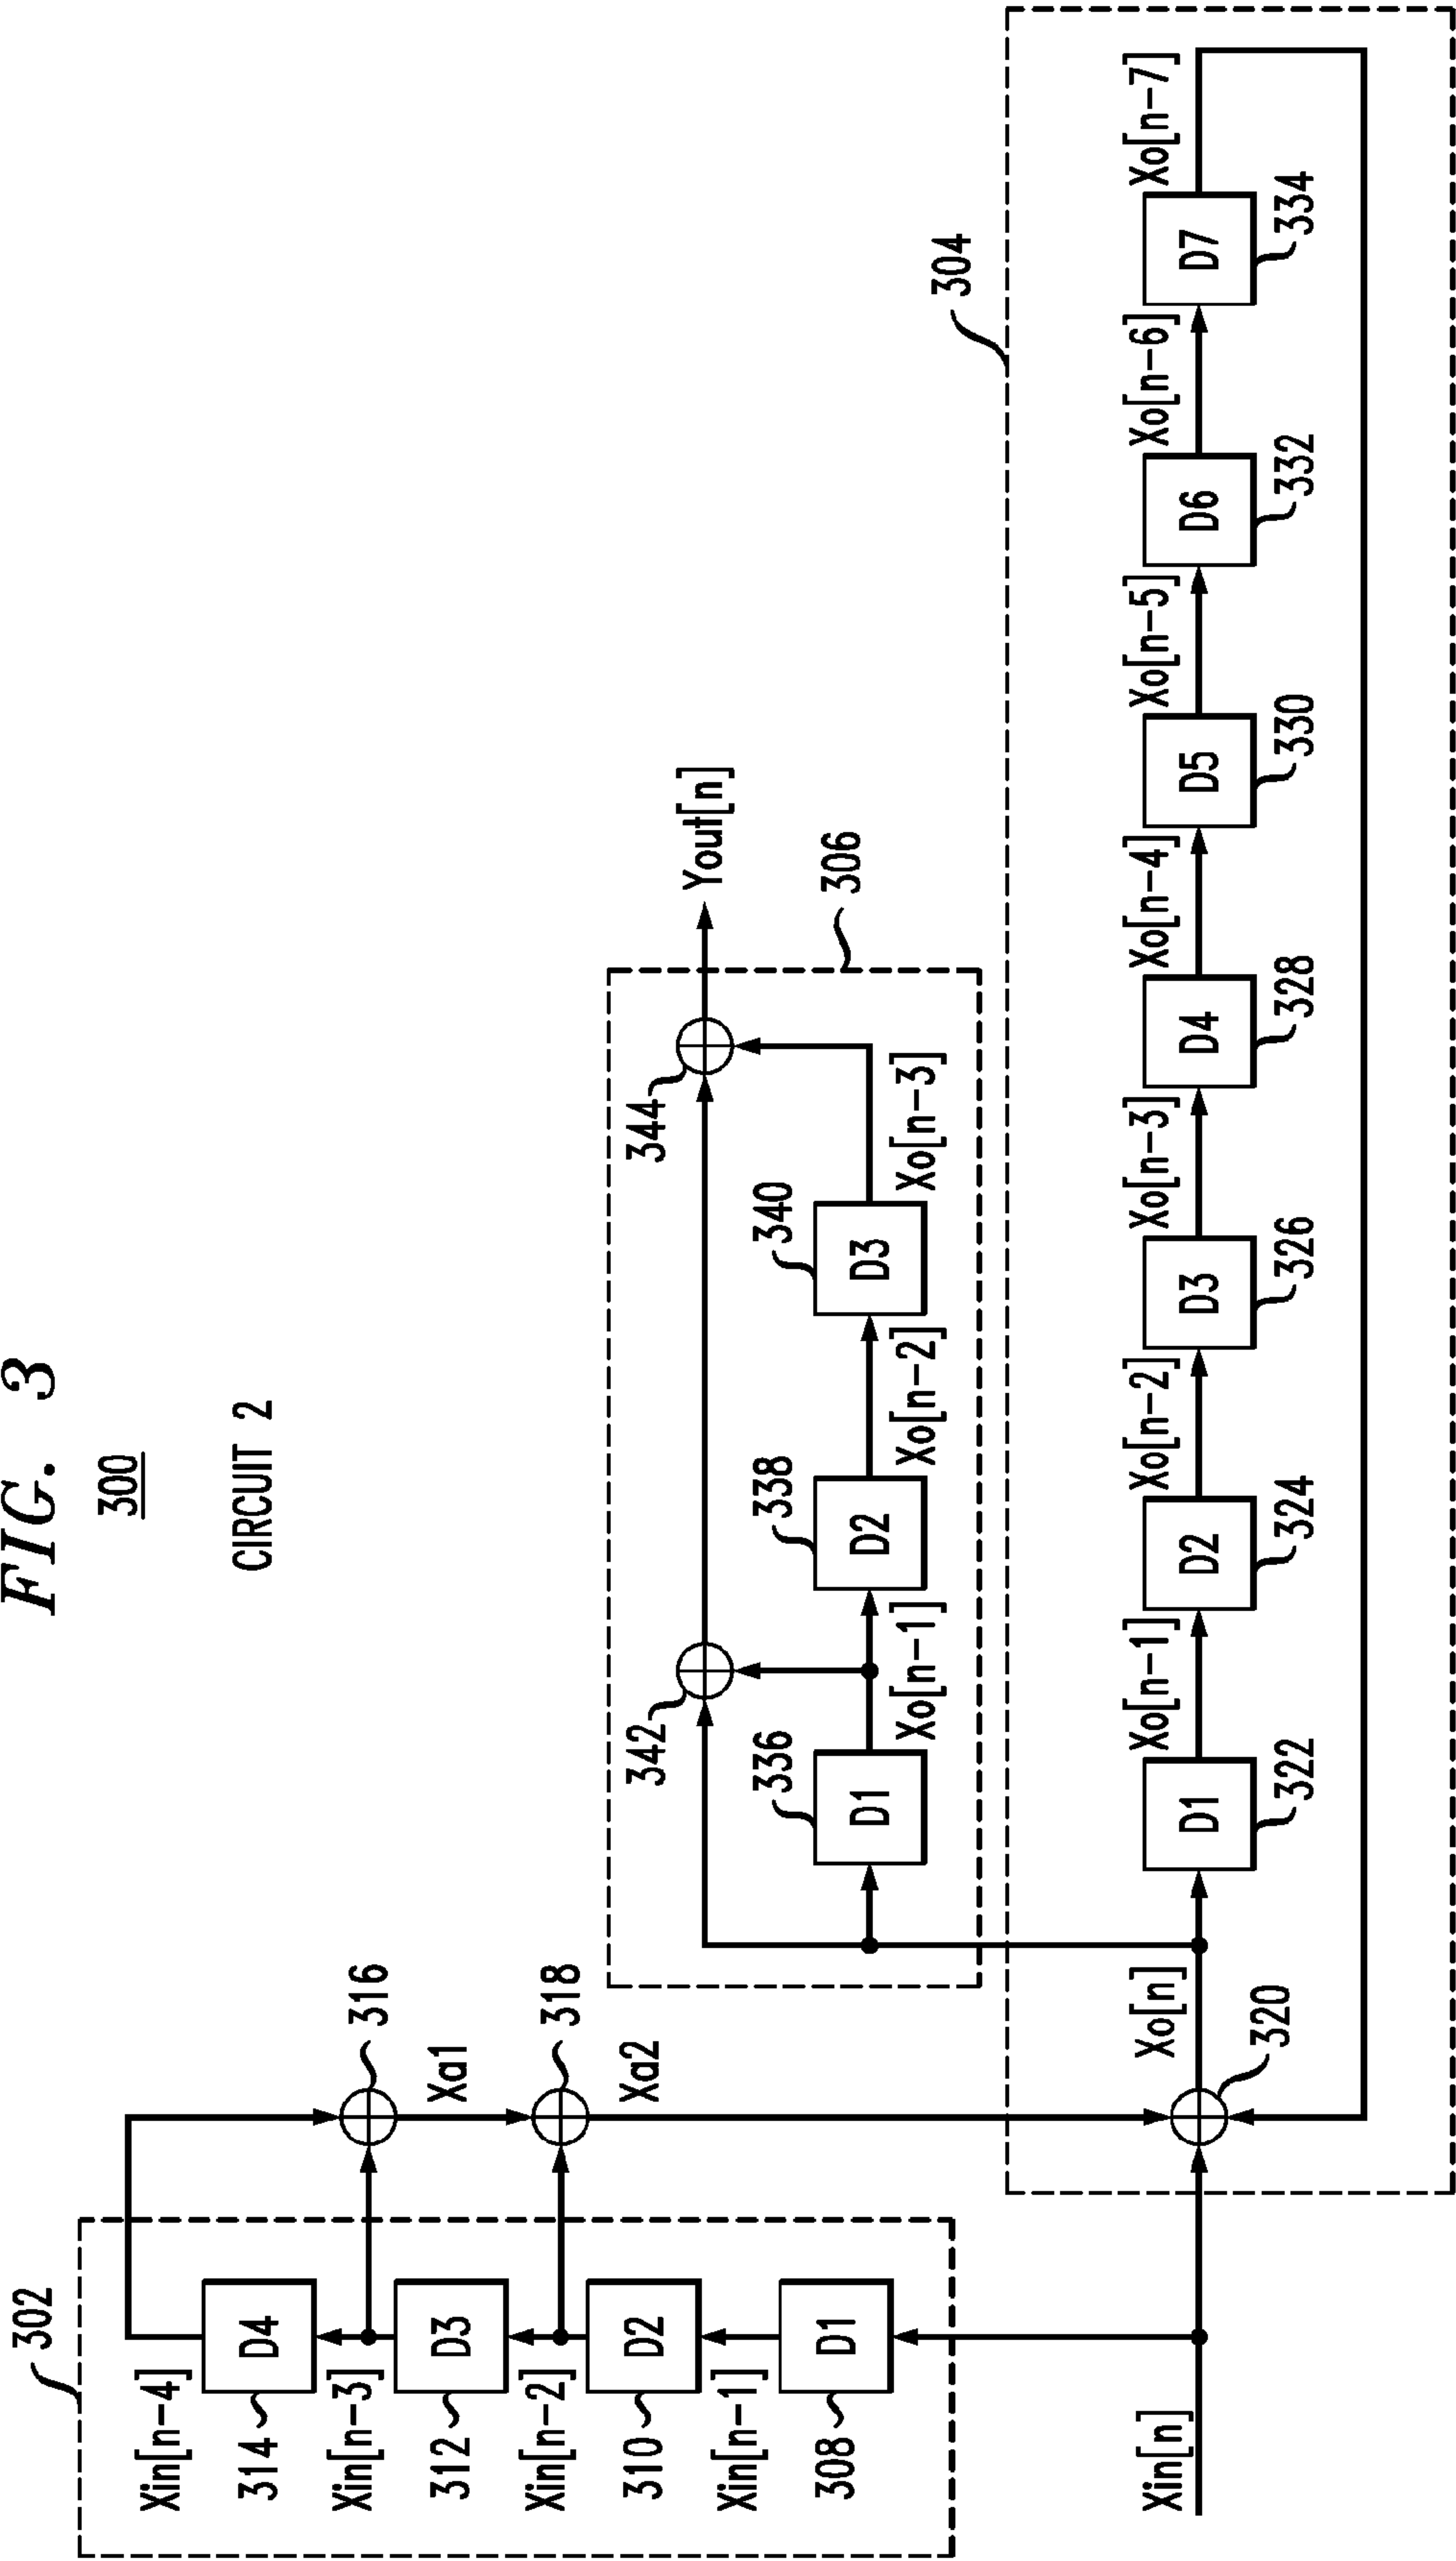 FIG. 3
300
CIRCUIT 2
302
Xin[n-4]
D4
314
Xin[n-3]
D3
312
Xin[n-2]
D2
310
Xin[n-1]
D1
308
Xin[n]
316
Xa1
318
Xa2
Xo[n]
320
306
342
344
Yout[n]
336
D1
Xo[n-1]
338
D2
Xo[n-2]
340
D3
Xo[n-3]
304
D1
322
Xo[n-1]
D2
324
Xo[n-2]
D3
326
Xo[n-3]
D4
328
Xo[n-4]
D5
330
Xo[n-5]
D6
332
Xo[n-6]
D7
334
Xo[n-7]